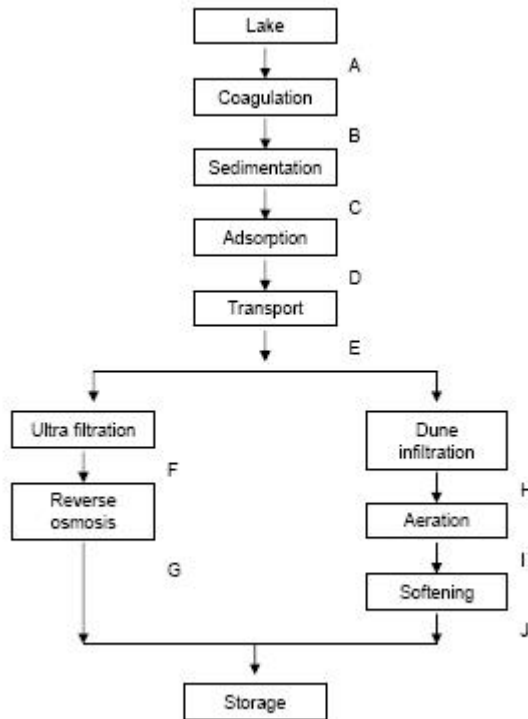 Lake
A
Coagulation
B
Sedimentation
C
Adsorption
D
Transport
E
Ultra filtration
Dune
infiltration
F
H
Reverse
osmosis
Aeration
G
I
Softening
J
Storage